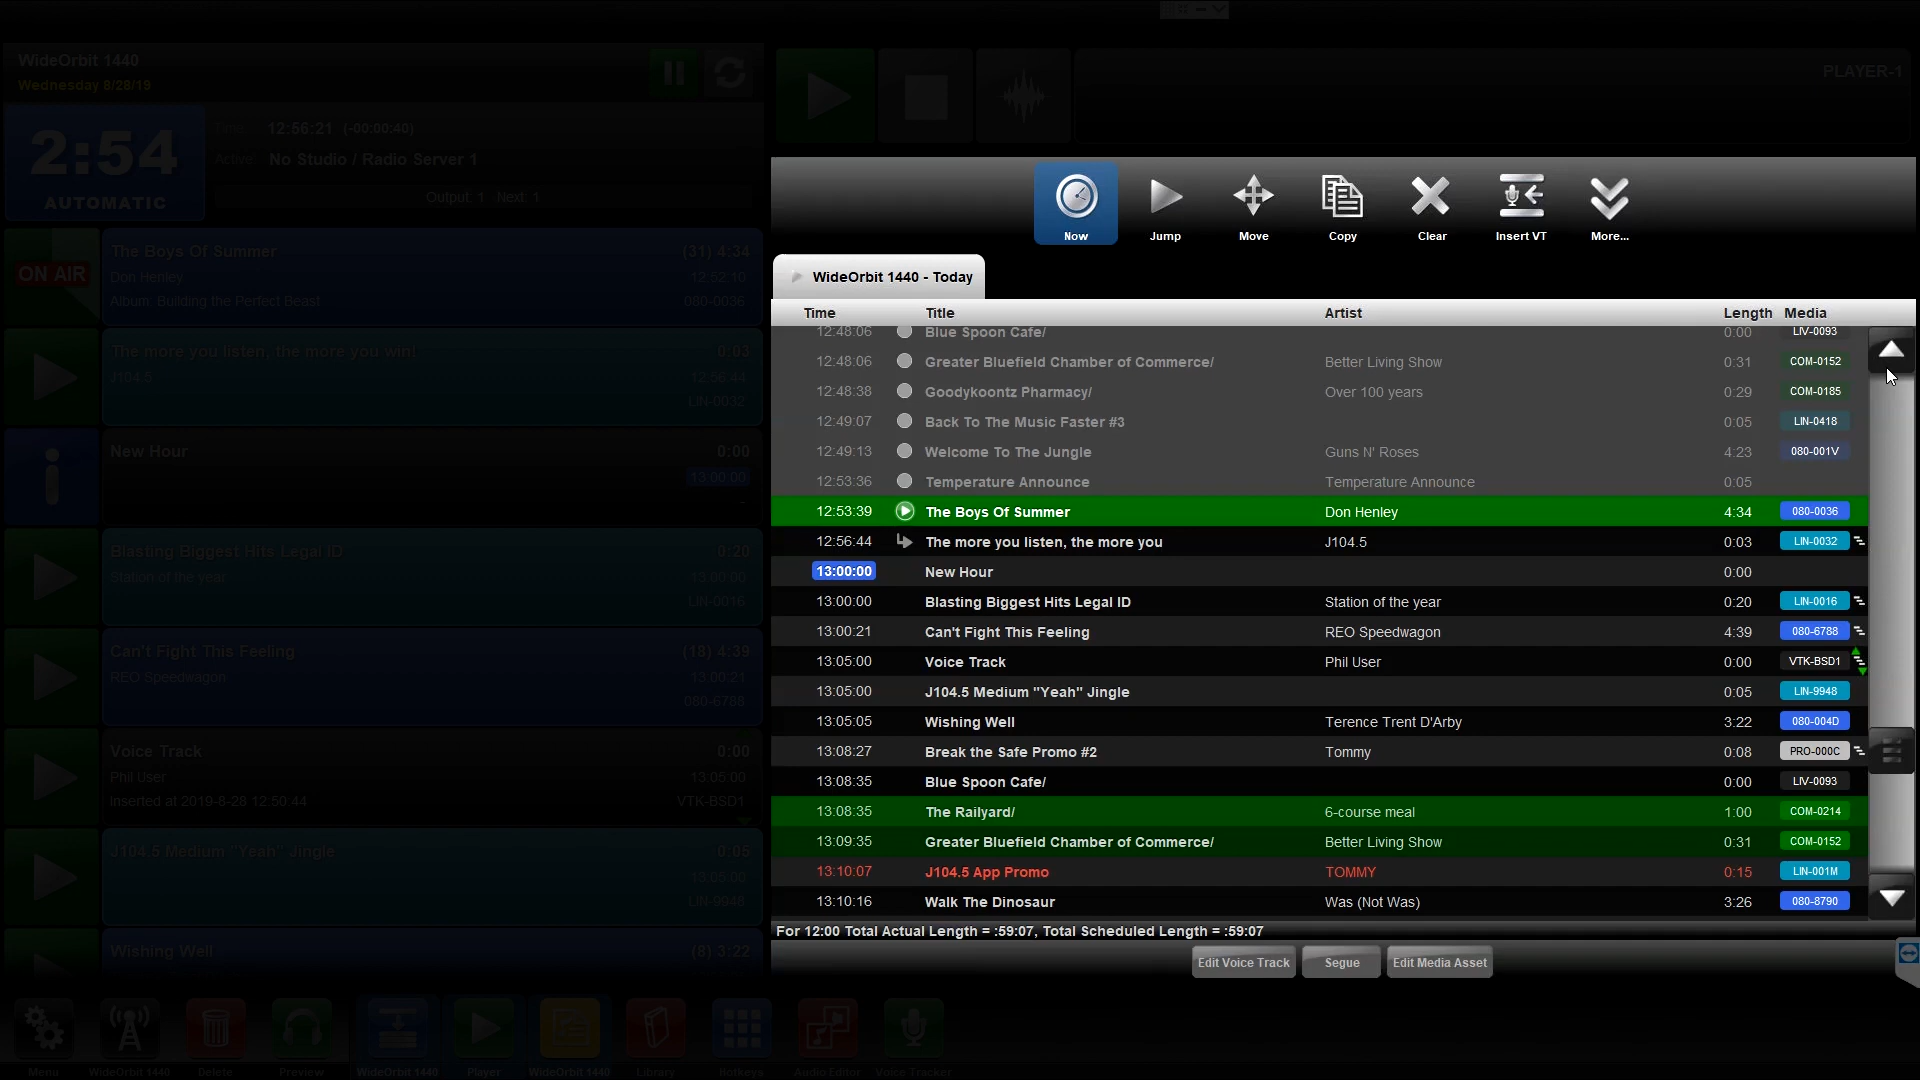 WideOrbit 1440
Wednesday 8/28/19
2:54
AUTOMATIC
Time: 12:56:21 (-00:00:40)
Active: No Studio / Radio Server 1
Output: 1 Next: 1
PLAYER-1
ON AIR
The Boys Of Summer (31) 4:34
Don Henley 12:52:10
Album: Building the Perfect Beast 080-0036
The more you listen, the more you win! 0:03
J104.5 12:56:44
LIN-0032
New Hour 0:00
13:00:00
Blasting Biggest Hits Legal ID 0:20
Station of the year 13:00:00
LIN-0016
Can't Fight This Feeling (18) 4:39
REO Speedwagon 13:00:21
080-6788
Voice Track 0:00
Phil User 13:05:00
Inserted at 2019-8-28 12:50:44 VTK-BSD1
J104.5 Medium "Yeah" Jingle 0:05
13:05:00
LIN-9948
Wishing Well (8) 3:22
Now Jump Move Copy Clear Insert VT More...
WideOrbit 1440 - Today
Time Title Artist Length Media
12:48:06 Blue Spoon Cafe/ 0:00 LIV-0093
12:48:06 Greater Bluefield Chamber of Commerce/ Better Living Show 0:31 COM-0152
12:48:38 Goodykoontz Pharmacy/ Over 100 years 0:29 COM-0185
12:49:07 Back To The Music Faster #3 0:05 LIN-0418
12:49:13 Welcome To The Jungle Guns N' Roses 4:23 080-001V
12:53:36 Temperature Announce Temperature Announce 0:05
12:53:39 The Boys Of Summer Don Henley 4:34 080-0036
12:56:44 The more you listen, the more you J104.5 0:03 LIN-0032
13:00:00 New Hour 0:00
13:00:00 Blasting Biggest Hits Legal ID Station of the year 0:20 LIN-0016
13:00:21 Can't Fight This Feeling REO Speedwagon 4:39 080-6788
13:05:00 Voice Track Phil User 0:00 VTK-BSD1
13:05:00 J104.5 Medium "Yeah" Jingle 0:05 LIN-9948
13:05:05 Wishing Well Terence Trent D'Arby 3:22 080-004D
13:08:27 Break the Safe Promo #2 Tommy 0:08 PRO-000C
13:08:35 Blue Spoon Cafe/ 0:00 LIV-0093
13:08:35 The Railyard/ 6-course meal 1:00 COM-0214
13:09:35 Greater Bluefield Chamber of Commerce/ Better Living Show 0:31 COM-0152
13:10:07 J104.5 App Promo TOMMY 0:15 LIN-001M
13:10:16 Walk The Dinosaur Was (Not Was) 3:26 080-8790
For 12:00 Total Actual Length = :59:07, Total Scheduled Length = :59:07
Edit Voice Track Segue Edit Media Asset
Menu WideOrbit 1440 Delete Preview WideOrbit 1440 Player WideOrbit 1440 Library Hotkeys Audio Editor Voice Tracker